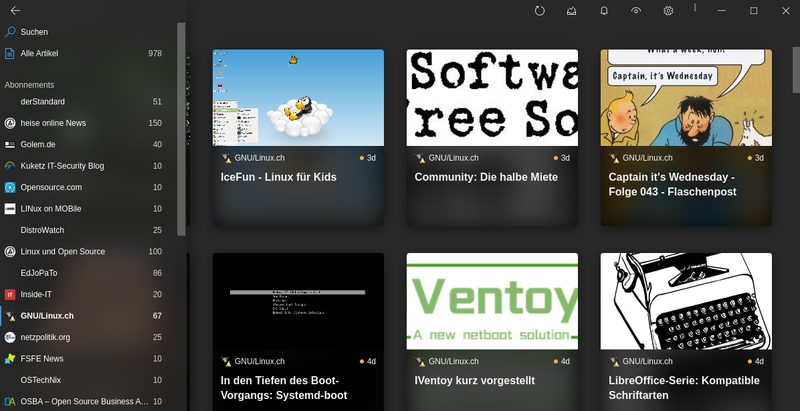 Suchen
Alle Artikel 978
Abonnements
derStandard 51
heise online News 150
Golem.de 40
Kuketz IT-Security Blog 10
Opensource.com 10
LINux on MOBile 10
DistroWatch 25
Linux und Open Source 100
EdJoPaTo 86
Inside-IT 20
GNU/Linux.ch 67
netzpolitik.org 25
FSFE News 10
OSTechNix 10
OSBA – Open Source Business A... 10
GNU/Linux.ch 3d
IceFun - Linux für Kids
Softwa
ree So
GNU/Linux.ch 3d
Community: Die halbe Miete
What a week, huh?
Captain, it's Wednesday
GNU/Linux.ch 3d
Captain it's Wednesday -
Folge 043 - Flaschenpost
GNU/Linux.ch 4d
In den Tiefen des Boot-
Vorgangs: Systemd-boot
Ventoy
A new netboot solution
GNU/Linux.ch 4d
IVentoy kurz vorgestellt
GNU/Linux.ch 4d
LibreOffice-Serie: Kompatible
Schriftarten